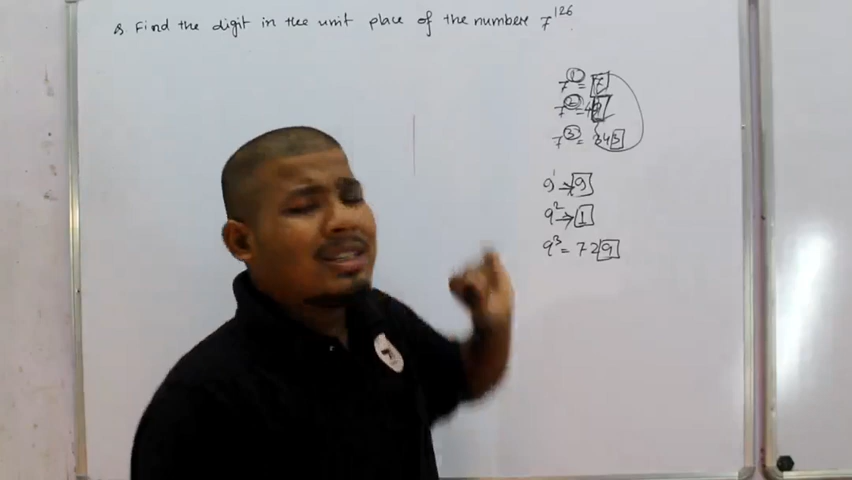 Q Find the digit in the unit place of the numbers 7^126.
7^1 = 7
7^2 = 49
7^3 = 343
9^1 → 9
9^2 → 1
9^3 = 729